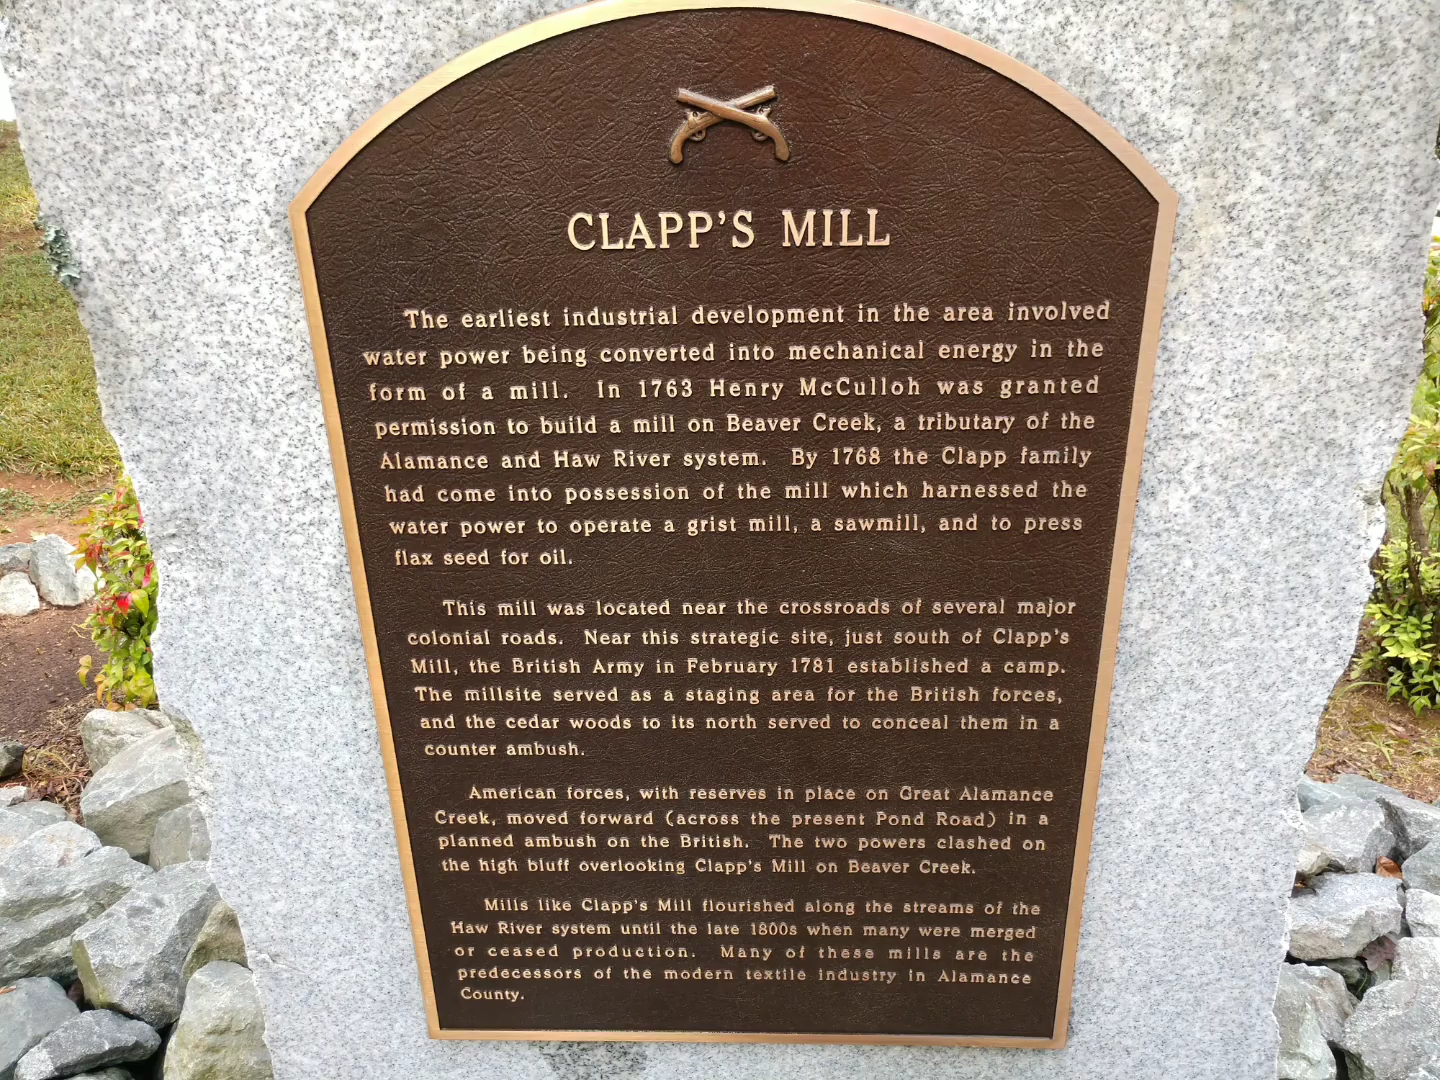 CLAPP'S MILL
The earliest industrial development in the area involved
water power being converted into mechanical energy in the
form of a mill. In 1763 Henry McCulloh was granted
permission to build a mill on Beaver Creek, a tributary of the
Alamance and Haw River system. By 1768 the Clapp family
had come into possession of the mill which harnessed the
water power to operate a grist mill, a sawmill, and to press
flax seed for oil.
This mill was located near the crossroads of several major
colonial roads. Near this strategic site, just south of Clapp's
Mill, the British Army in February 1781 established a camp.
The millsite served as a staging area for the British forces,
and the cedar woods to its north served to conceal them in a
counter ambush.
American forces, with reserves in place on Great Alamance
Creek, moved forward (across the present Pond Road) in a
planned ambush on the British. The two powers clashed on
the high bluff overlooking Clapp's Mill on Beaver Creek.
Mills like Clapp's Mill flourished along the streams of the
Haw River system until the late 1800s when many were merged
or ceased production. Many of these mills are the
predecessors of the modern textile industry in Alamance
County.